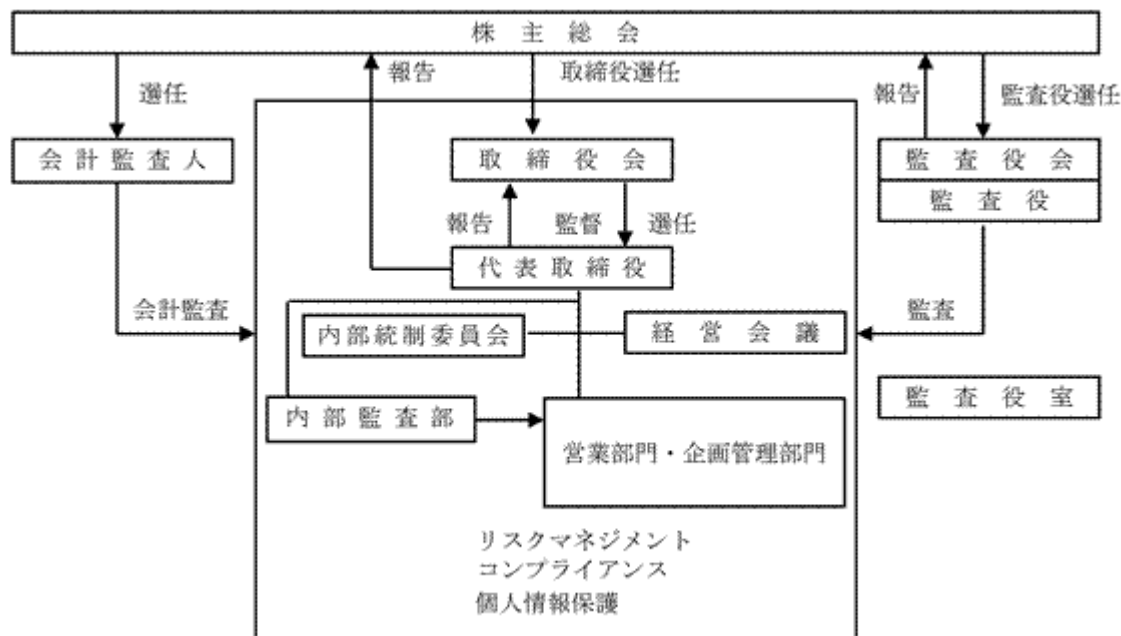 株主総会
報告
取締役選任
選任
報告
監査役選任
会計監査人
取締役会
監査役会
監査役
報告
監督
選任
代表取締役
会計監査
監査
内部統制委員会
経営会議
監査役室
内部監査部
営業部門・企画管理部門
リスクマネジメント
コンプライアンス
個人情報保護